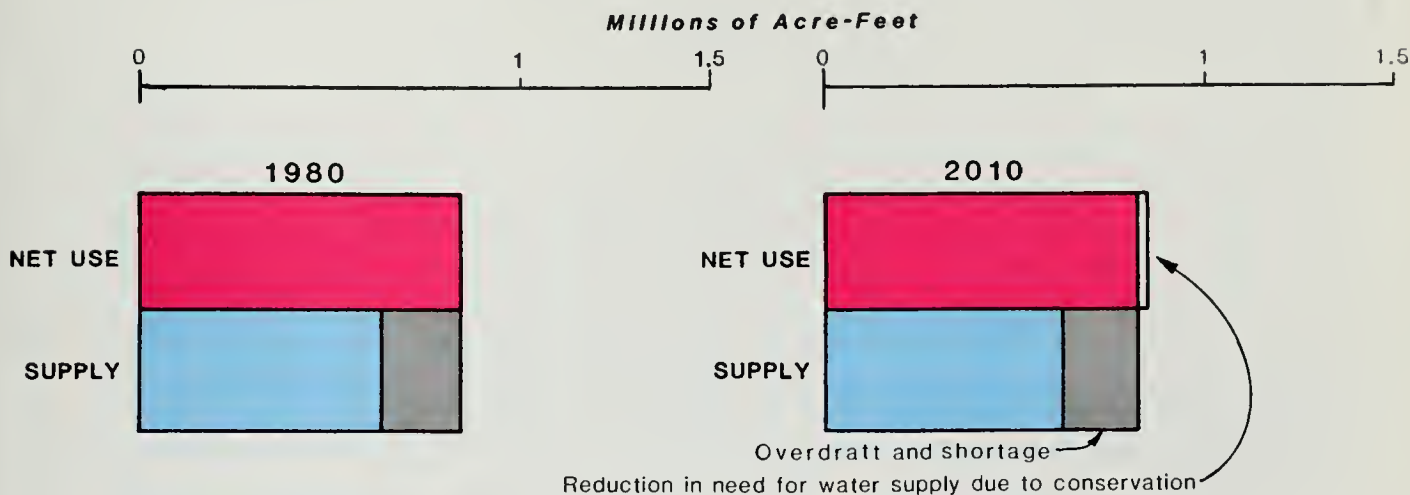 Millions of Acre-Feet
0 1 1.5
0 1 1.5
1980
NET USE
SUPPLY
2010
NET USE
SUPPLY
Overdratt and shortage
Reduction in need for water supply due to conservation